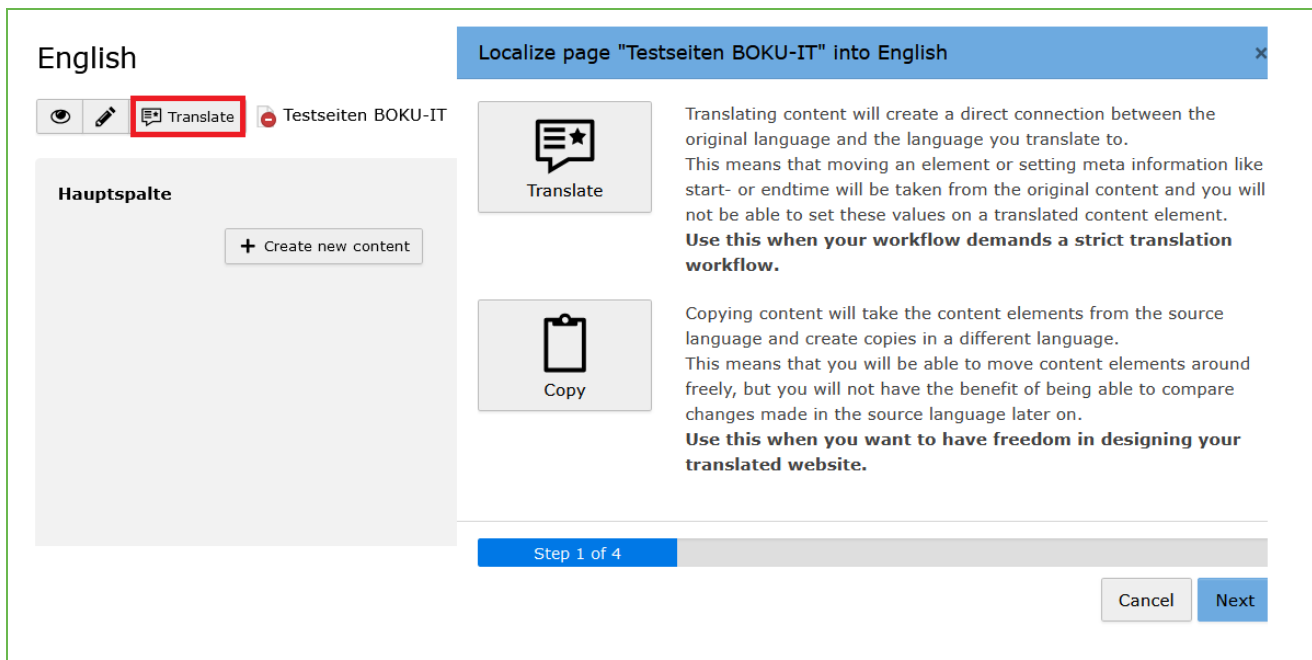 English
Translate
Testseiten BOKU-IT
Hauptspalte
+ Create new content
Localize page "Testseiten BOKU-IT" into English
×
Translate
Translating content will create a direct connection between the
original language and the language you translate to.
This means that moving an element or setting meta information like
start- or endtime will be taken from the original content and you will
not be able to set these values on a translated content element.
Use this when your workflow demands a strict translation
workflow.
Copy
Copying content will take the content elements from the source
language and create copies in a different language.
This means that you will be able to move content elements around
freely, but you will not have the benefit of being able to compare
changes made in the source language later on.
Use this when you want to have freedom in designing your
translated website.
Step 1 of 4
Cancel
Next